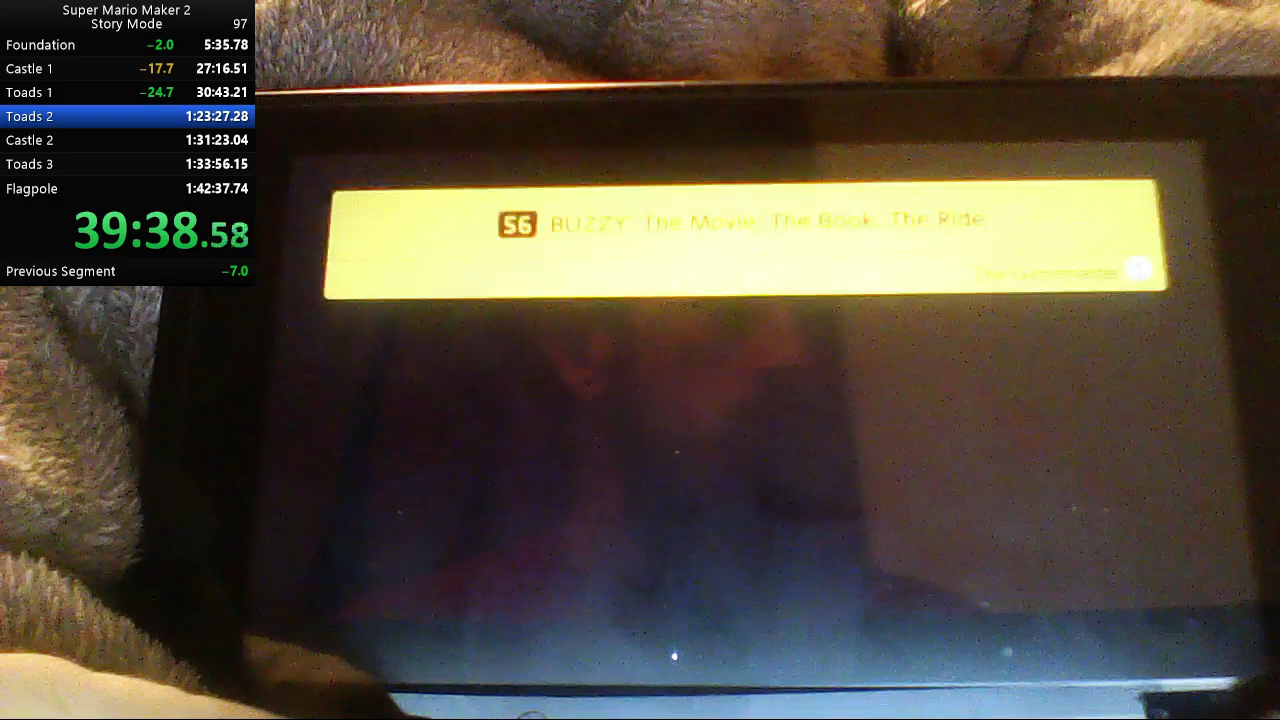 Super Mario Maker 2
Story Mode 97
Foundation −2.0 5:35.78
Castle 1 −17.7 27:16.51
Toads 1 −24.7 30:43.21
Toads 2 1:23:27.28
Castle 2 1:31:23.04
Toads 3 1:33:56.15
Flagpole 1:42:37.74
39:38.58
Previous Segment −7.0
56 BUZZY: The Movie: The Book: The Ride